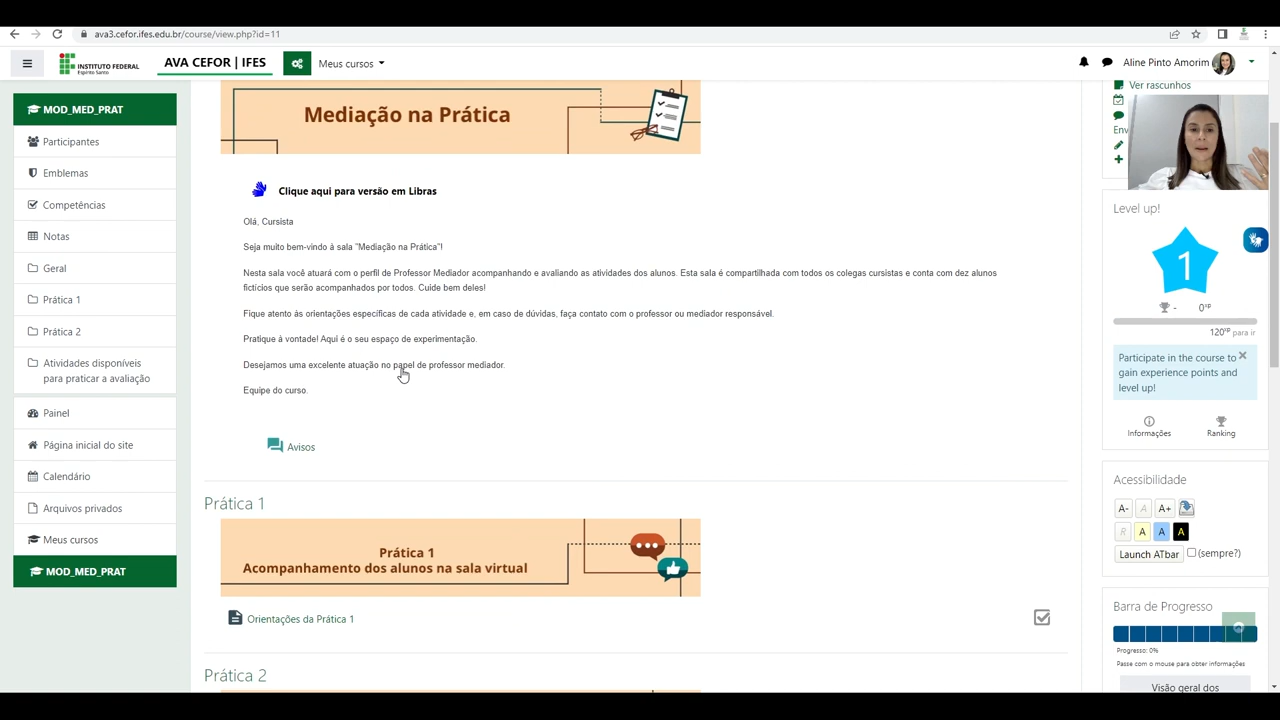 ava3.cefor.ifes.edu.br/course/view.php?id=11
INSTITUTO FEDERAL
Espírito Santo
AVA CEFOR | IFES
Meus cursos
Aline Pinto Amorim
MOD_MED_PRAT
Participantes
Emblemas
Competências
Notas
Geral
Prática 1
Prática 2
Atividades disponíveis
para praticar a avaliação
Painel
Página inicial do site
Calendário
Arquivos privados
Meus cursos
MOD_MED_PRAT
Mediação na Prática
Clique aqui para versão em Libras
Olá, Cursista
Seja muito bem-vindo à sala "Mediação na Prática"!
Nesta sala você atuará com o perfil de Professor Mediador acompanhando e avaliando as atividades dos alunos. Esta sala é compartilhada com todos os colegas cursistas e conta com dez alunos
fictícios que serão acompanhados por todos. Cuide bem deles!
Fique atento às orientações específicas de cada atividade e, em caso de dúvidas, faça contato com o professor ou mediador responsável.
Pratique à vontade! Aqui é o seu espaço de experimentação.
Desejamos uma excelente atuação no papel de professor mediador.
Equipe do curso.
Avisos
Prática 1
Prática 1
Acompanhamento dos alunos na sala virtual
Orientações da Prática 1
Prática 2
Ver rascunhos
Env
Level up!
1
- 0xp
120xp para ir
Participate in the course to
gain experience points and
level up!
Informações
Ranking
Acessibilidade
A- A A+
R A A A
Launch ATbar (sempre?)
Barra de Progresso
Progresso: 0%
Passe com o mouse para obter informações
Visão geral dos